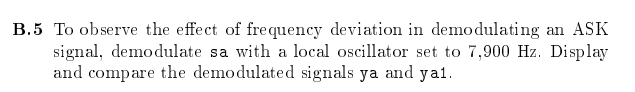 B.5 To observe the effect of frequency deviation in demodulating an ASK
signal, demodulate sa with a local oscillator set to 7,900 Hz. Display
and compare the demodulated signals ya and ya1.